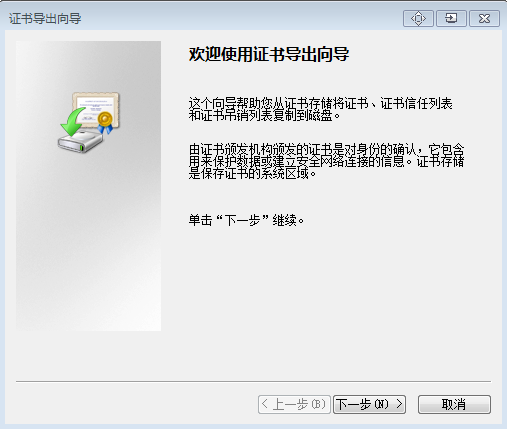 证书导出向导
欢迎使用证书导出向导
这个向导帮助您从证书存储将证书、证书信任列表
和证书吊销列表复制到磁盘。
由证书颁发机构颁发的证书是对身份的确认，它包含
用来保护数据或建立安全网络连接的信息。证书存储
是保存证书的系统区域。
单击“下一步”继续。
< 上一步(B) 下一步(N) > 取消